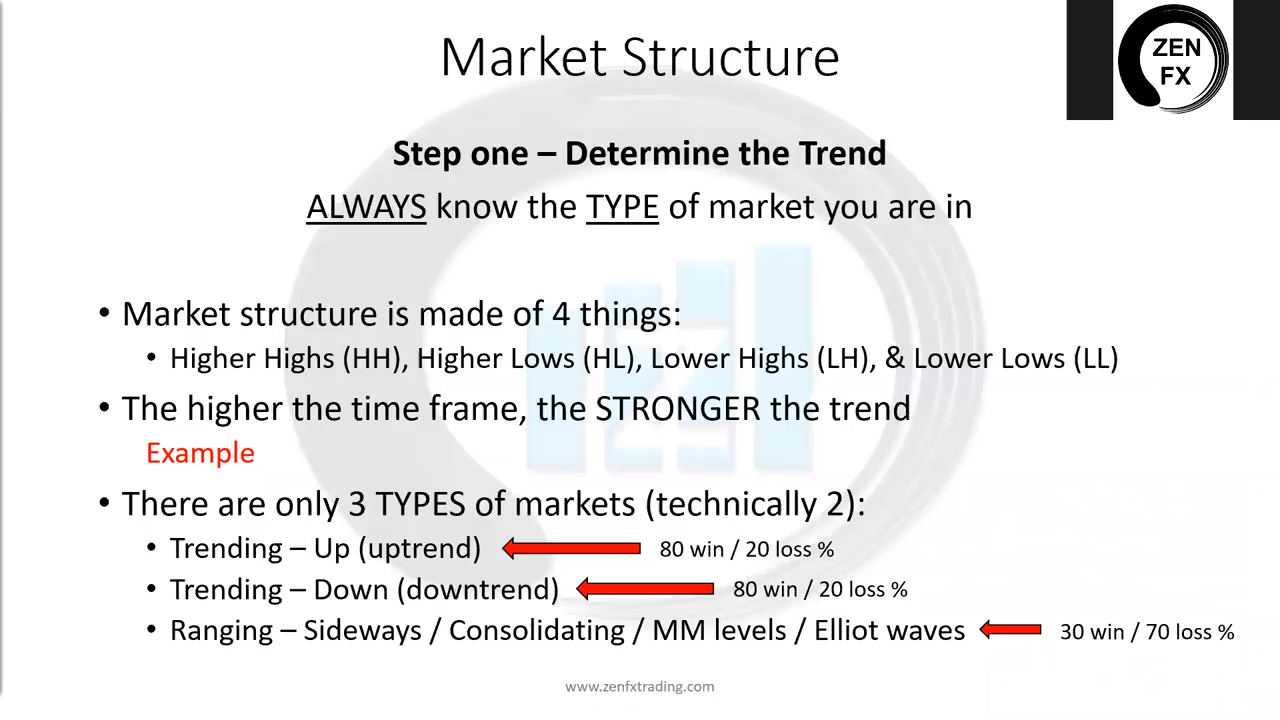 Market Structure
ZEN
FX
Step one – Determine the Trend
ALWAYS know the TYPE of market you are in
• Market structure is made of 4 things:
• Higher Highs (HH), Higher Lows (HL), Lower Highs (LH), & Lower Lows (LL)
• The higher the time frame, the STRONGER the trend
Example
• There are only 3 TYPES of markets (technically 2):
• Trending – Up (uptrend) 80 win / 20 loss %
• Trending – Down (downtrend) 80 win / 20 loss %
• Ranging – Sideways / Consolidating / MM levels / Elliot waves 30 win / 70 loss %
www.zenfxtrading.com